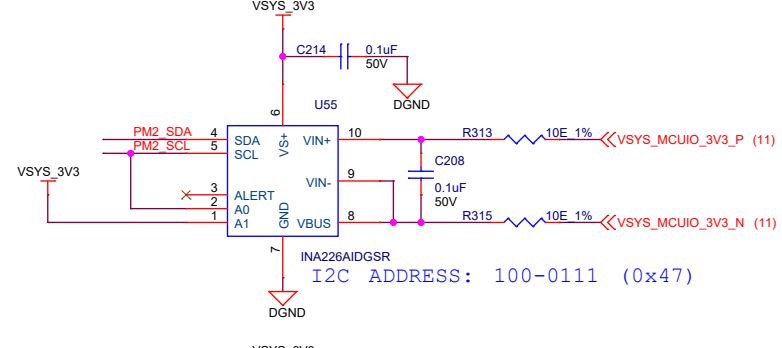 VSYS_3V3
C214
0.1uF
50V
DGND
U55
6
PM2_SDA 4 SDA VS+ VIN+ 10 R313 10E_1% VSYS_MCUIO_3V3_P (11)
PM2_SCL 5 SCL
C208
0.1uF
50V
VSYS_3V3
9 VIN-
3 ALERT
2 A0
1 A1
GND
VBUS 8 R315 10E_1% VSYS_MCUIO_3V3_N (11)
7
INA226AIDGSR
I2C ADDRESS: 100-0111 (0x47)
DGND